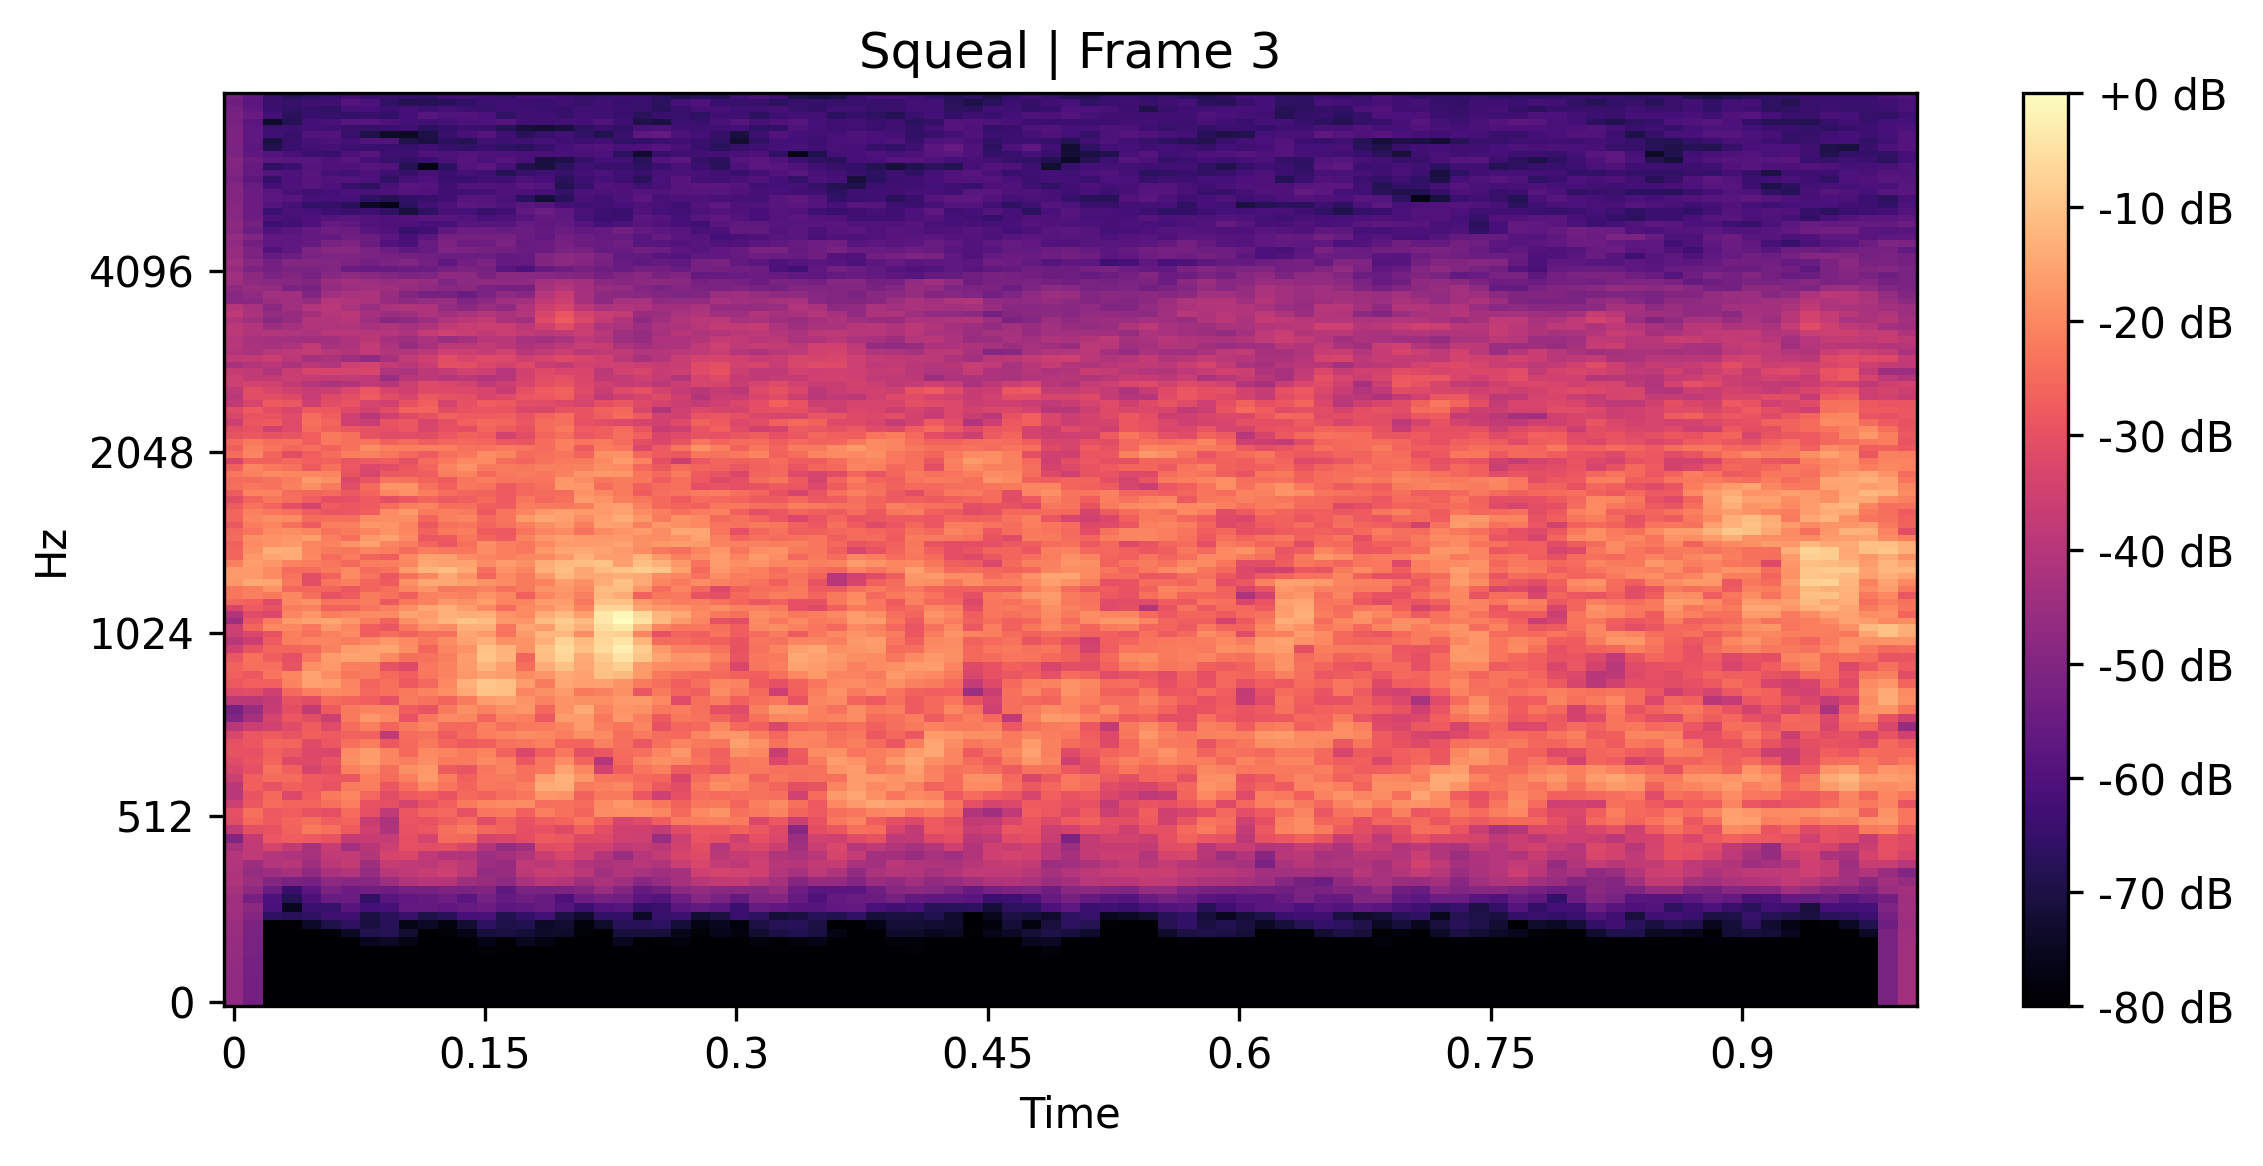 Squeal | Frame 3
Hz
4096
2048
1024
512
0
0 0.15 0.3 0.45 0.6 0.75 0.9
Time
+0 dB
-10 dB
-20 dB
-30 dB
-40 dB
-50 dB
-60 dB
-70 dB
-80 dB